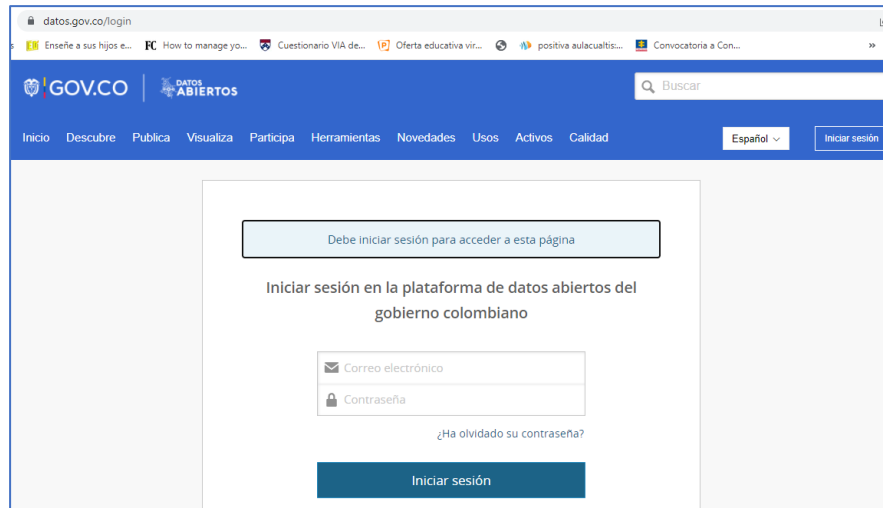 datos.gov.co/login
Enseñe a sus hijos e... How to manage yo... Cuestionario VIA de... Oferta educativa vir... positiva aulacualtis:... Convocatoria a Con... »
GOV.CO DATOS ABIERTOS Buscar
Inicio Descubre Publica Visualiza Participa Herramientas Novedades Usos Activos Calidad Español Iniciar sesión
Debe iniciar sesión para acceder a esta página
Iniciar sesión en la plataforma de datos abiertos del
gobierno colombiano
Correo electrónico
Contraseña
¿Ha olvidado su contraseña?
Iniciar sesión